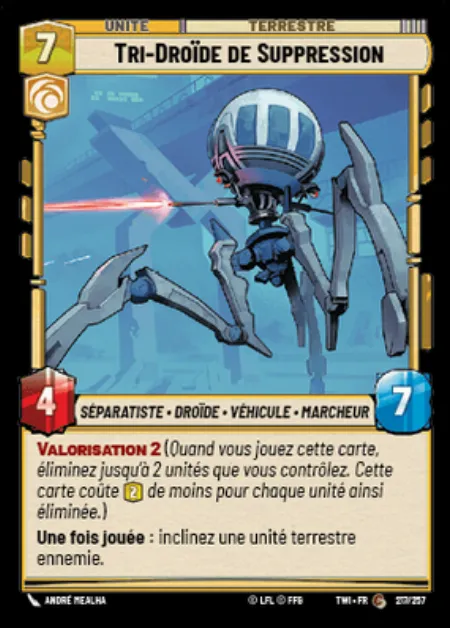 UNITÉ
TERRESTRE
7
TRI-DROÏDE DE SUPPRESSION
4
SÉPARATISTE • DROÏDE • VÉHICULE • MARCHEUR
7
VALORISATION 2 (Quand vous jouez cette carte,
éliminez jusqu'à 2 unités que vous contrôlez. Cette
carte coûte 2 de moins pour chaque unité ainsi
éliminée.)
Une fois jouée : inclinez une unité terrestre
ennemie.
ANDRÉ MEALHA
© LFL © FFG
TWI • FR
C
217/257